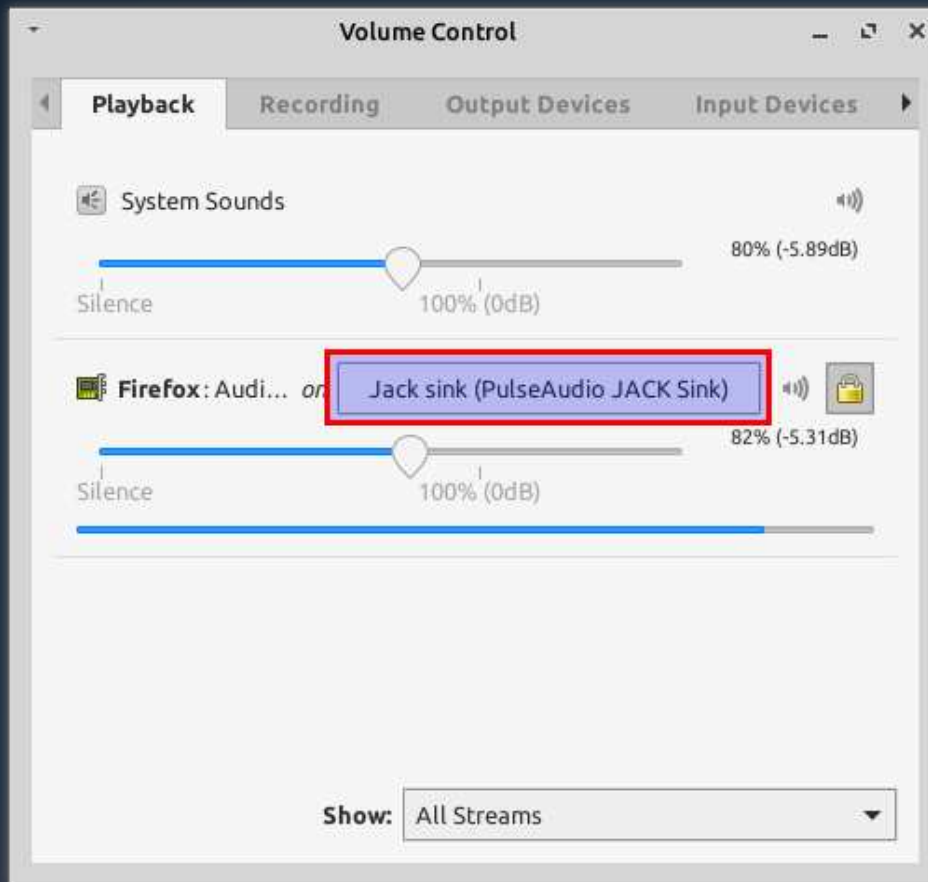 Volume Control
Playback Recording Output Devices Input Devices
System Sounds
80% (-5.89dB)
Silence 100% (0dB)
Firefox: Audi... on Jack sink (PulseAudio JACK Sink)
82% (-5.31dB)
Silence 100% (0dB)
Show: All Streams